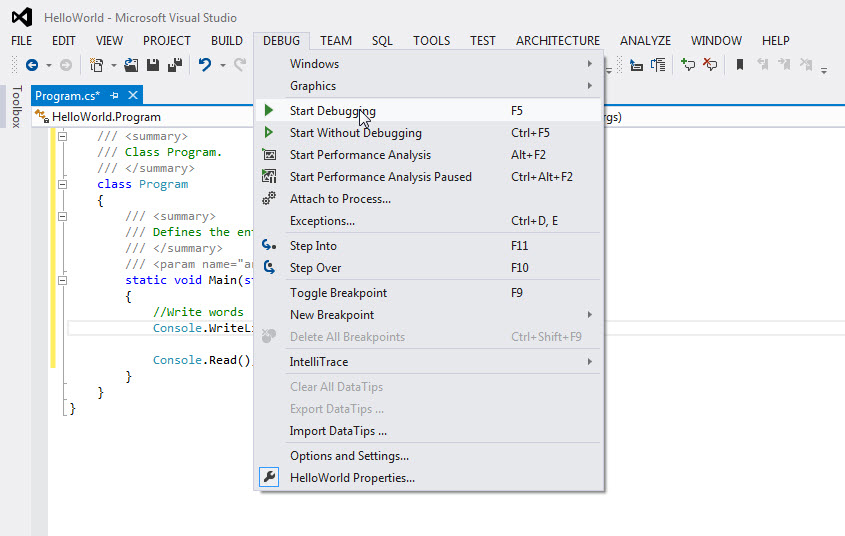 HelloWorld - Microsoft Visual Studio
FILE EDIT VIEW PROJECT BUILD DEBUG TEAM SQL TOOLS TEST ARCHITECTURE ANALYZE WINDOW HELP
Toolbox
Program.cs*
HelloWorld.Program
gs)
/// <summary>
/// Class Program.
/// </summary>
class Program
{
/// <summary>
/// Defines the ent
/// </summary>
/// <param name="ar
static void Main(st
{
//Write words
Console.WriteLi
Console.Read()
}
}
}
Windows
Graphics
Start Debugging F5
Start Without Debugging Ctrl+F5
Start Performance Analysis Alt+F2
Start Performance Analysis Paused Ctrl+Alt+F2
Attach to Process...
Exceptions... Ctrl+D, E
Step Into F11
Step Over F10
Toggle Breakpoint F9
New Breakpoint
Delete All Breakpoints Ctrl+Shift+F9
IntelliTrace
Clear All DataTips
Export DataTips ...
Import DataTips ...
Options and Settings...
HelloWorld Properties...